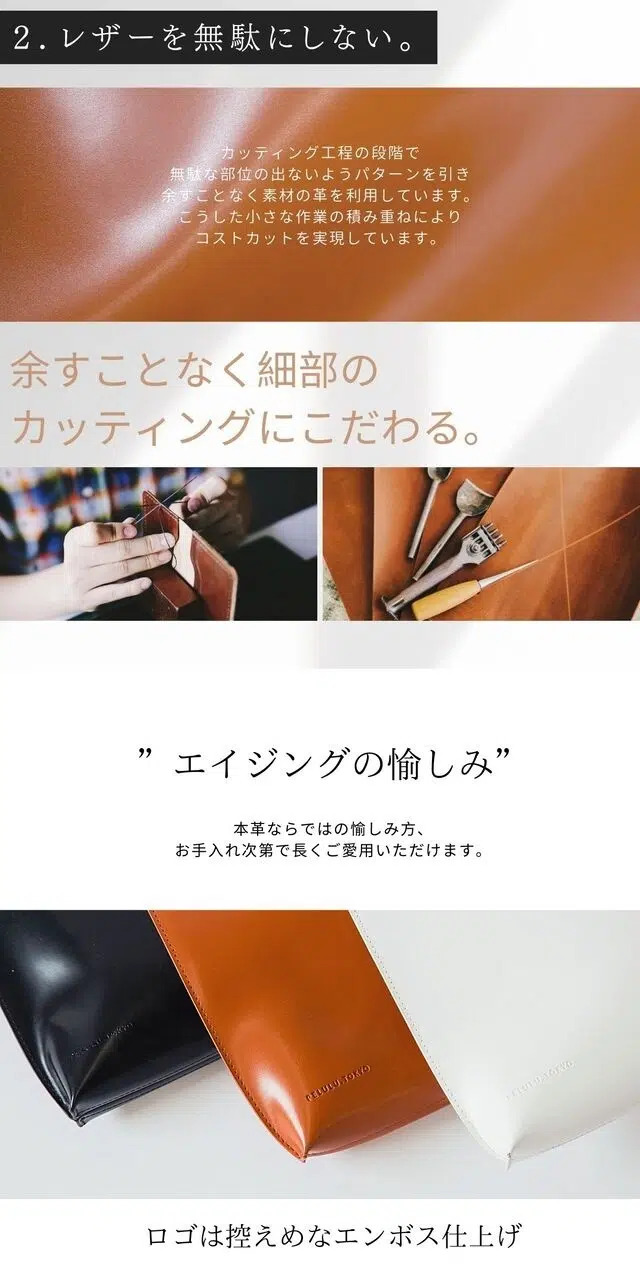 2.レザーを無駄にしない。
カッティング工程の段階で
無駄な部位の出ないようパターンを引き
余すことなく素材の革を利用しています。
こうした小さな作業の積み重ねにより
コストカットを実現しています。
余すことなく細部の
カッティングにこだわる。
”エイジングの愉しみ”
本革ならではの愉しみ方、
お手入れ次第で長くご愛用いただけます。
PELULU TOKYO
PELULU TOKYO
PELULU TOKYO
ロゴは控えめなエンボス仕上げ